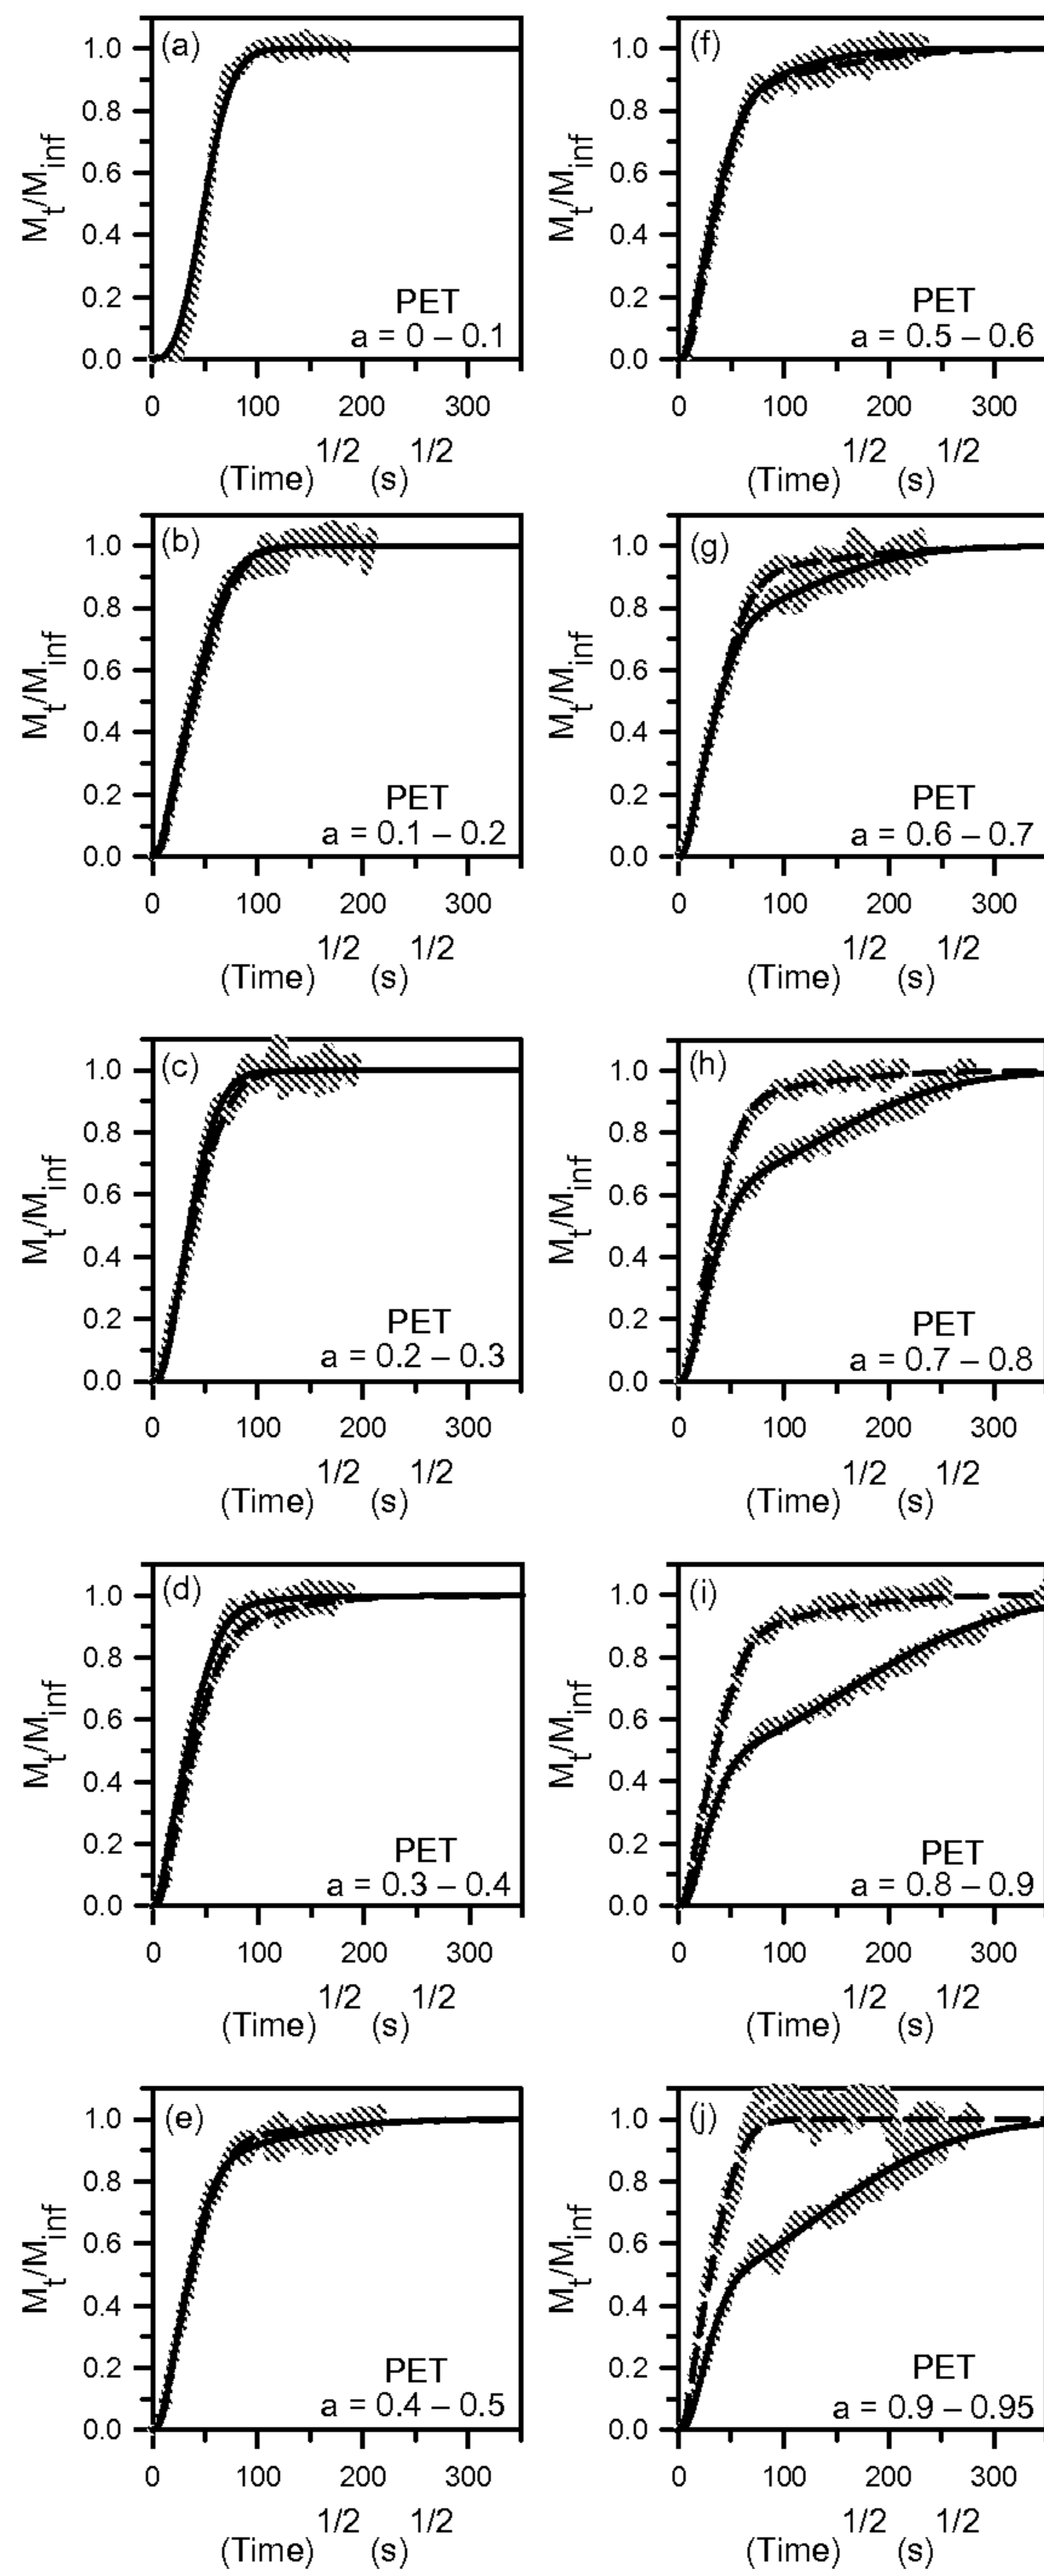 (a)
1.0
0.8
0.6
0.4
0.2
0.0
M_t/M_inf
PET
a = 0 – 0.1
0 100 200 300
(Time)^1/2 (s)^1/2
(f)
1.0
0.8
0.6
0.4
0.2
0.0
M_t/M_inf
PET
a = 0.5 – 0.6
0 100 200 300
(Time)^1/2 (s)^1/2
(b)
1.0
0.8
0.6
0.4
0.2
0.0
M_t/M_inf
PET
a = 0.1 – 0.2
0 100 200 300
(Time)^1/2 (s)^1/2
(g)
1.0
0.8
0.6
0.4
0.2
0.0
M_t/M_inf
PET
a = 0.6 – 0.7
0 100 200 300
(Time)^1/2 (s)^1/2
(c)
1.0
0.8
0.6
0.4
0.2
0.0
M_t/M_inf
PET
a = 0.2 – 0.3
0 100 200 300
(Time)^1/2 (s)^1/2
(h)
1.0
0.8
0.6
0.4
0.2
0.0
M_t/M_inf
PET
a = 0.7 – 0.8
0 100 200 300
(Time)^1/2 (s)^1/2
(d)
1.0
0.8
0.6
0.4
0.2
0.0
M_t/M_inf
PET
a = 0.3 – 0.4
0 100 200 300
(Time)^1/2 (s)^1/2
(i)
1.0
0.8
0.6
0.4
0.2
0.0
M_t/M_inf
PET
a = 0.8 – 0.9
0 100 200 300
(Time)^1/2 (s)^1/2
(e)
1.0
0.8
0.6
0.4
0.2
0.0
M_t/M_inf
PET
a = 0.4 – 0.5
0 100 200 300
(Time)^1/2 (s)^1/2
(j)
1.0
0.8
0.6
0.4
0.2
0.0
M_t/M_inf
PET
a = 0.9 – 0.95
0 100 200 300
(Time)^1/2 (s)^1/2